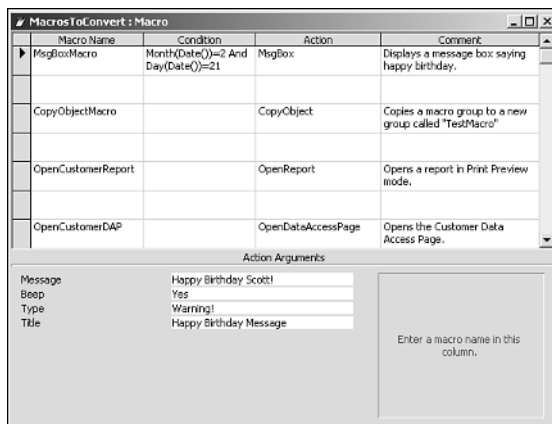 MacrosToConvert : Macro
Macro Name Condition Action Comment
MsgBoxMacro Month(Date())=2 And MsgBox Displays a message box saying
Day(Date())=21 happy birthday.
CopyObjectMacro CopyObject Copies a macro group to a new
group called "TestMacro"
OpenCustomerReport OpenReport Opens a report in Print Preview
mode.
OpenCustomerDAP OpenDataAccessPage Opens the Customer Data
Access Page.
Action Arguments
Message Happy Birthday Scott!
Beep Yes
Type Warning!
Title Happy Birthday Message
Enter a macro name in this
column.